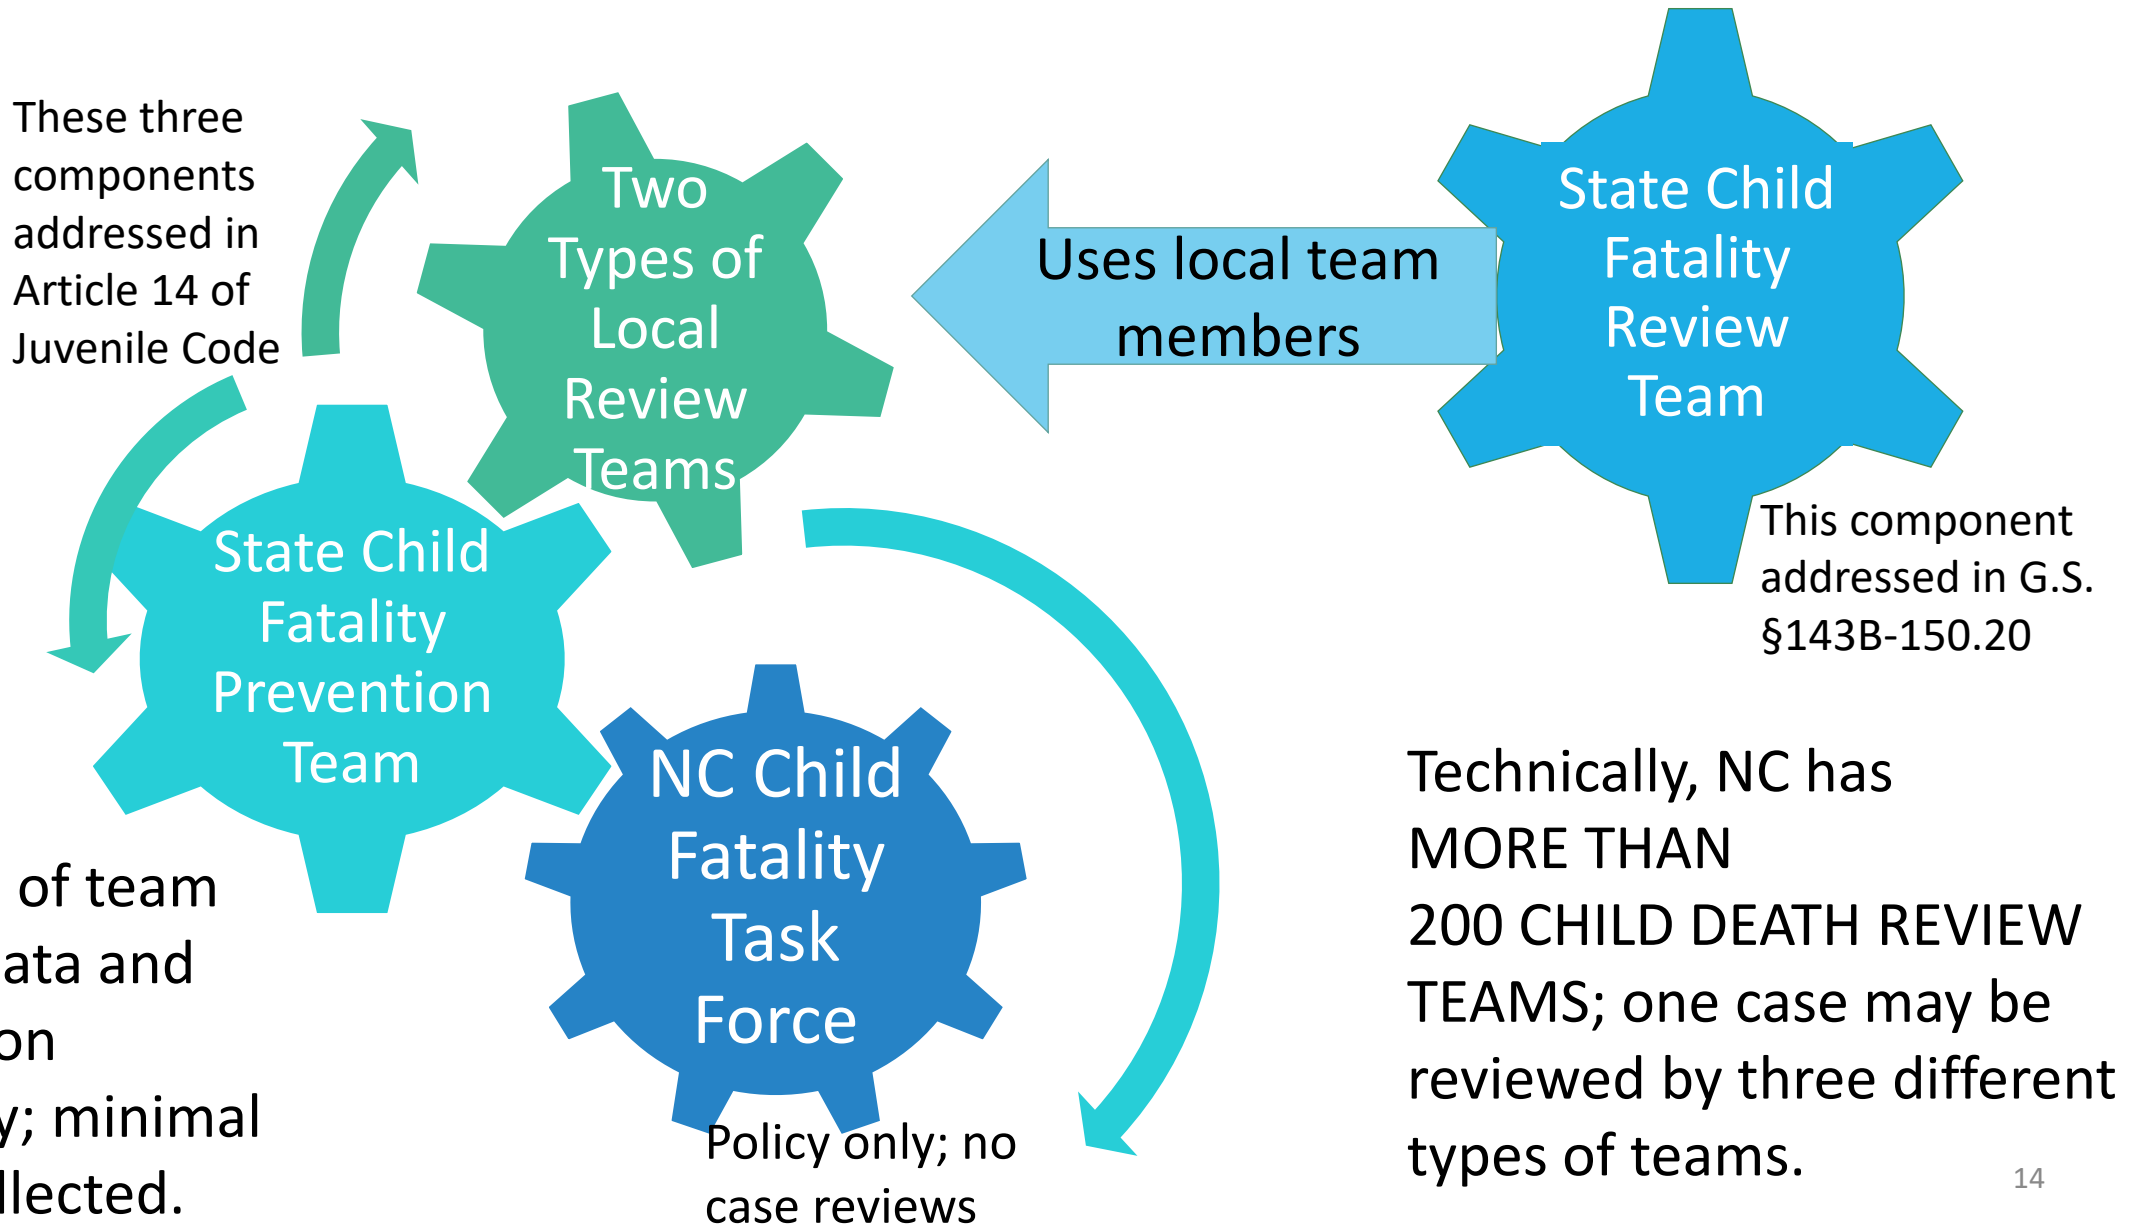 These three
components
addressed in
Article 14 of
Juvenile Code
Two
Types of
Local
Review
Teams
Uses local team
members
State Child
Fatality
Review
Team
This component
addressed in G.S.
§143B-150.20
State Child
Fatality
Prevention
Team
NC Child
Fatality
Task
Force
Policy only; no
case reviews
of team
and
minimal
Technically, NC has
MORE THAN
200 CHILD DEATH REVIEW
TEAMS; one case may be
reviewed by three different
types of teams.
14